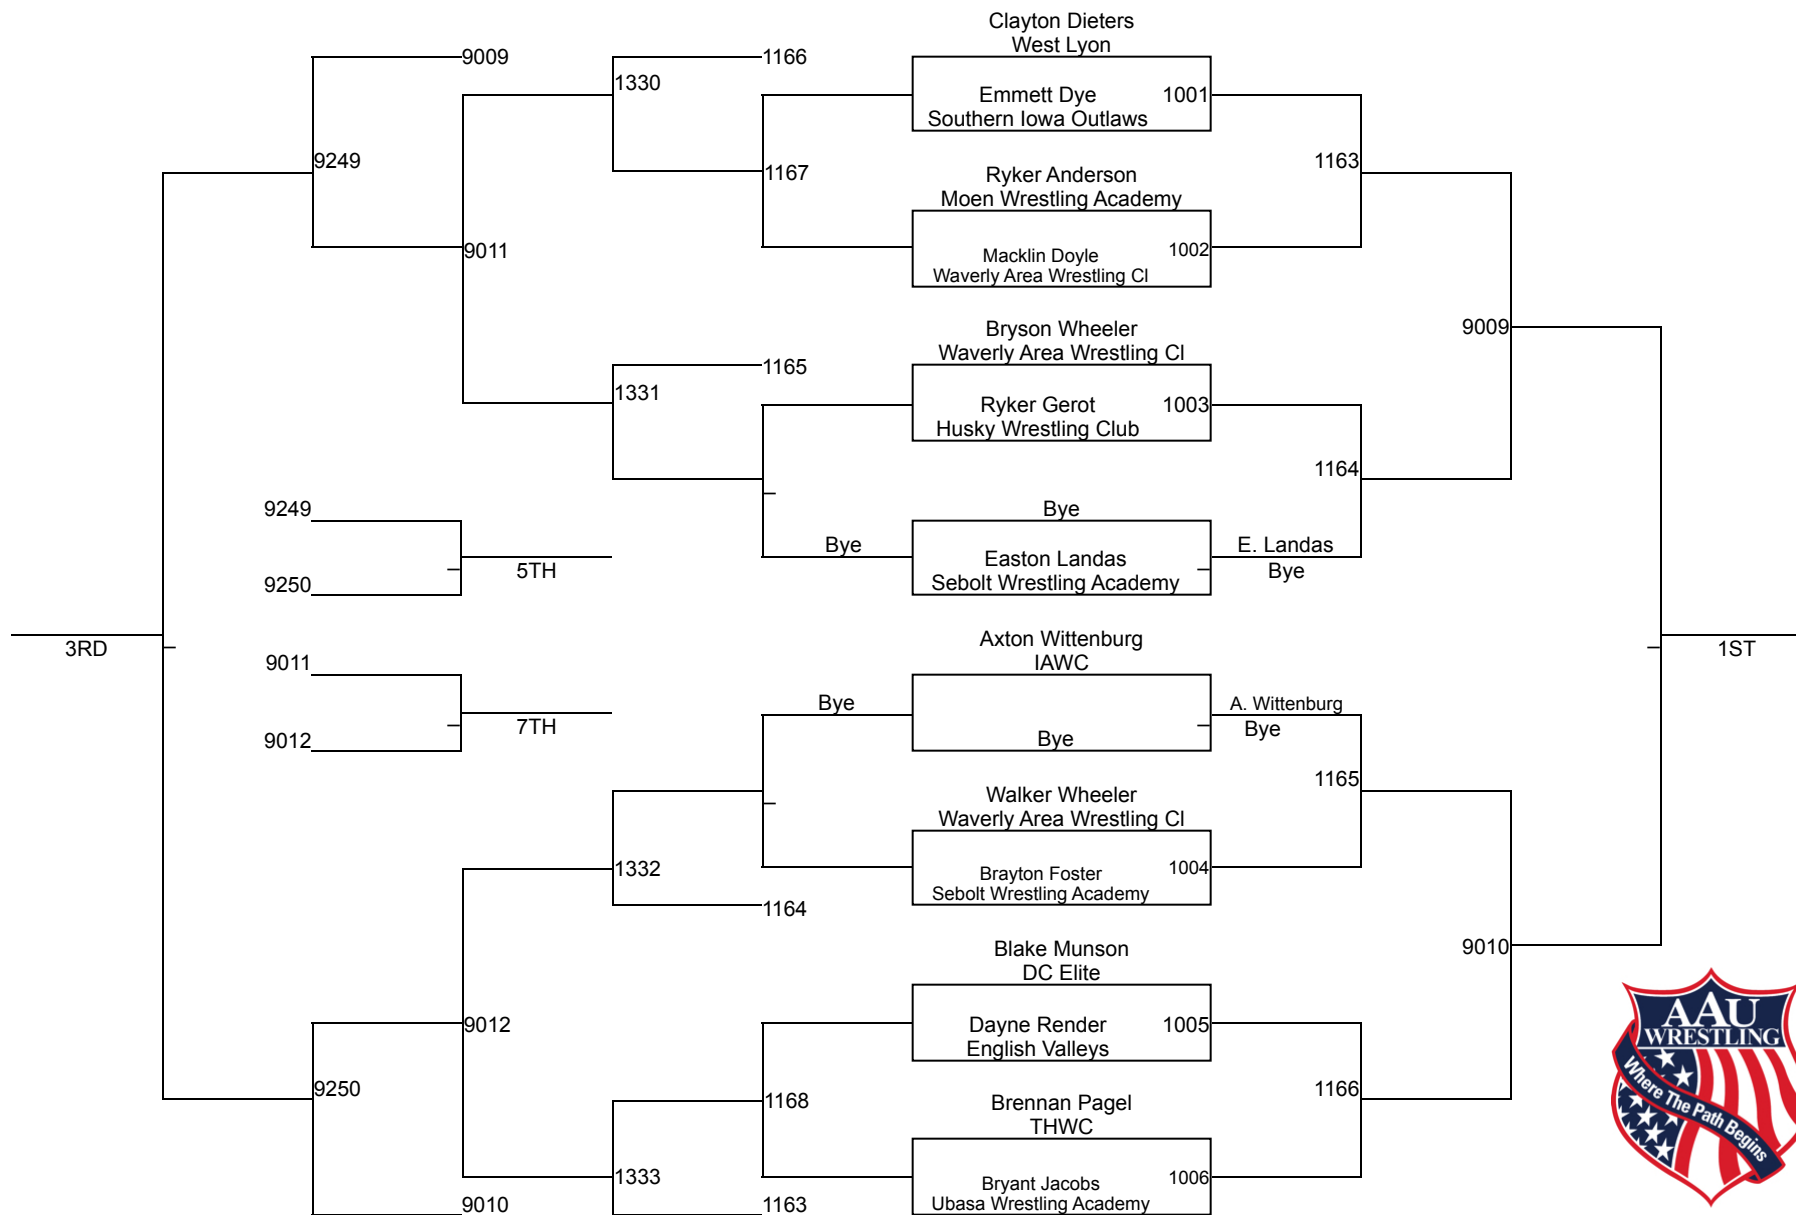 Clayton Dieters
West Lyon
9009
1166
1330
Emmett Dye
1001
Southern Iowa Outlaws
9249
1167
1163
Ryker Anderson
Moen Wrestling Academy
9011
Macklin Doyle
1002
Waverly Area Wrestling Cl
Bryson Wheeler
9009
Waverly Area Wrestling Cl
1165
1331
Ryker Gerot
1003
Husky Wrestling Club
1164
9249
Bye
Bye
E. Landas
Easton Landas
5TH
Bye
9250
Sebolt Wrestling Academy
Axton Wittenburg
3RD
1ST
9011
IAWC
Bye
A. Wittenburg
7TH
Bye
9012
Bye
1165
Walker Wheeler
Waverly Area Wrestling Cl
1332
Brayton Foster
1004
Sebolt Wrestling Academy
1164
Blake Munson
9010
DC Elite
9012
Dayne Render
1005
English Valleys
9250
1166
1168
Brennan Pagel
THWC
1333
Bryant Jacobs
1006
9010
1163
Ubasa Wrestling Academy
AAU
WRESTLING
Where The Path Begins